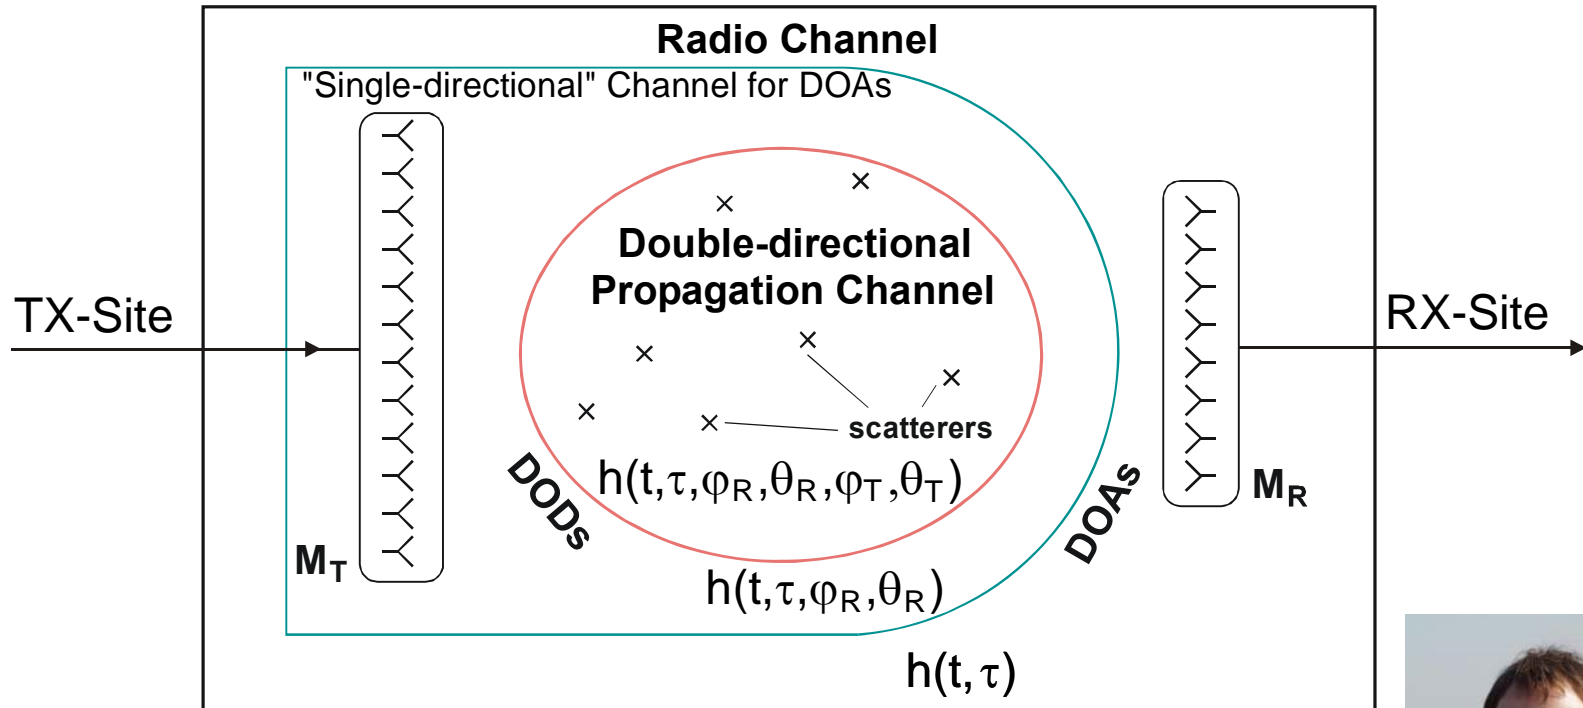 Radio Channel
"Single-directional" Channel for DOAs
Double-directional
Propagation Channel
TX-Site
RX-Site
scatterers
h(t,τ,φR,θR,φT,θT)
DODs
DOAs
MR
MT
h(t,τ,φR,θR)
h(t,τ)